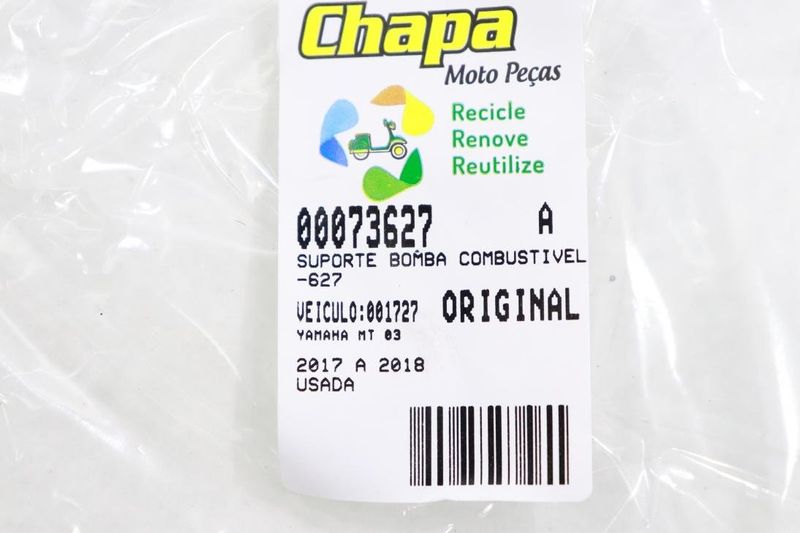 Chapa
Moto Peças
Recicle
Renove
Reutilize
00073627 A
SUPORTE BOMBA COMBUSTIVEL
-627
VEICULO:001727 ORIGINAL
YAMAHA MT 03
2017 A 2018
USADA